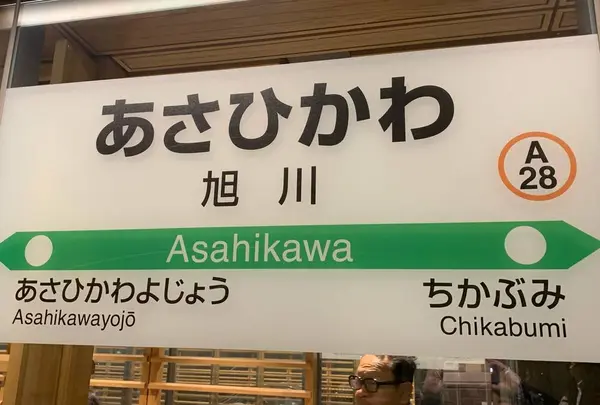 あさひかわ
旭川
A
28
Asahikawa
あさひかわよじょう
Asahikawayojō
ちかぶみ
Chikabumi